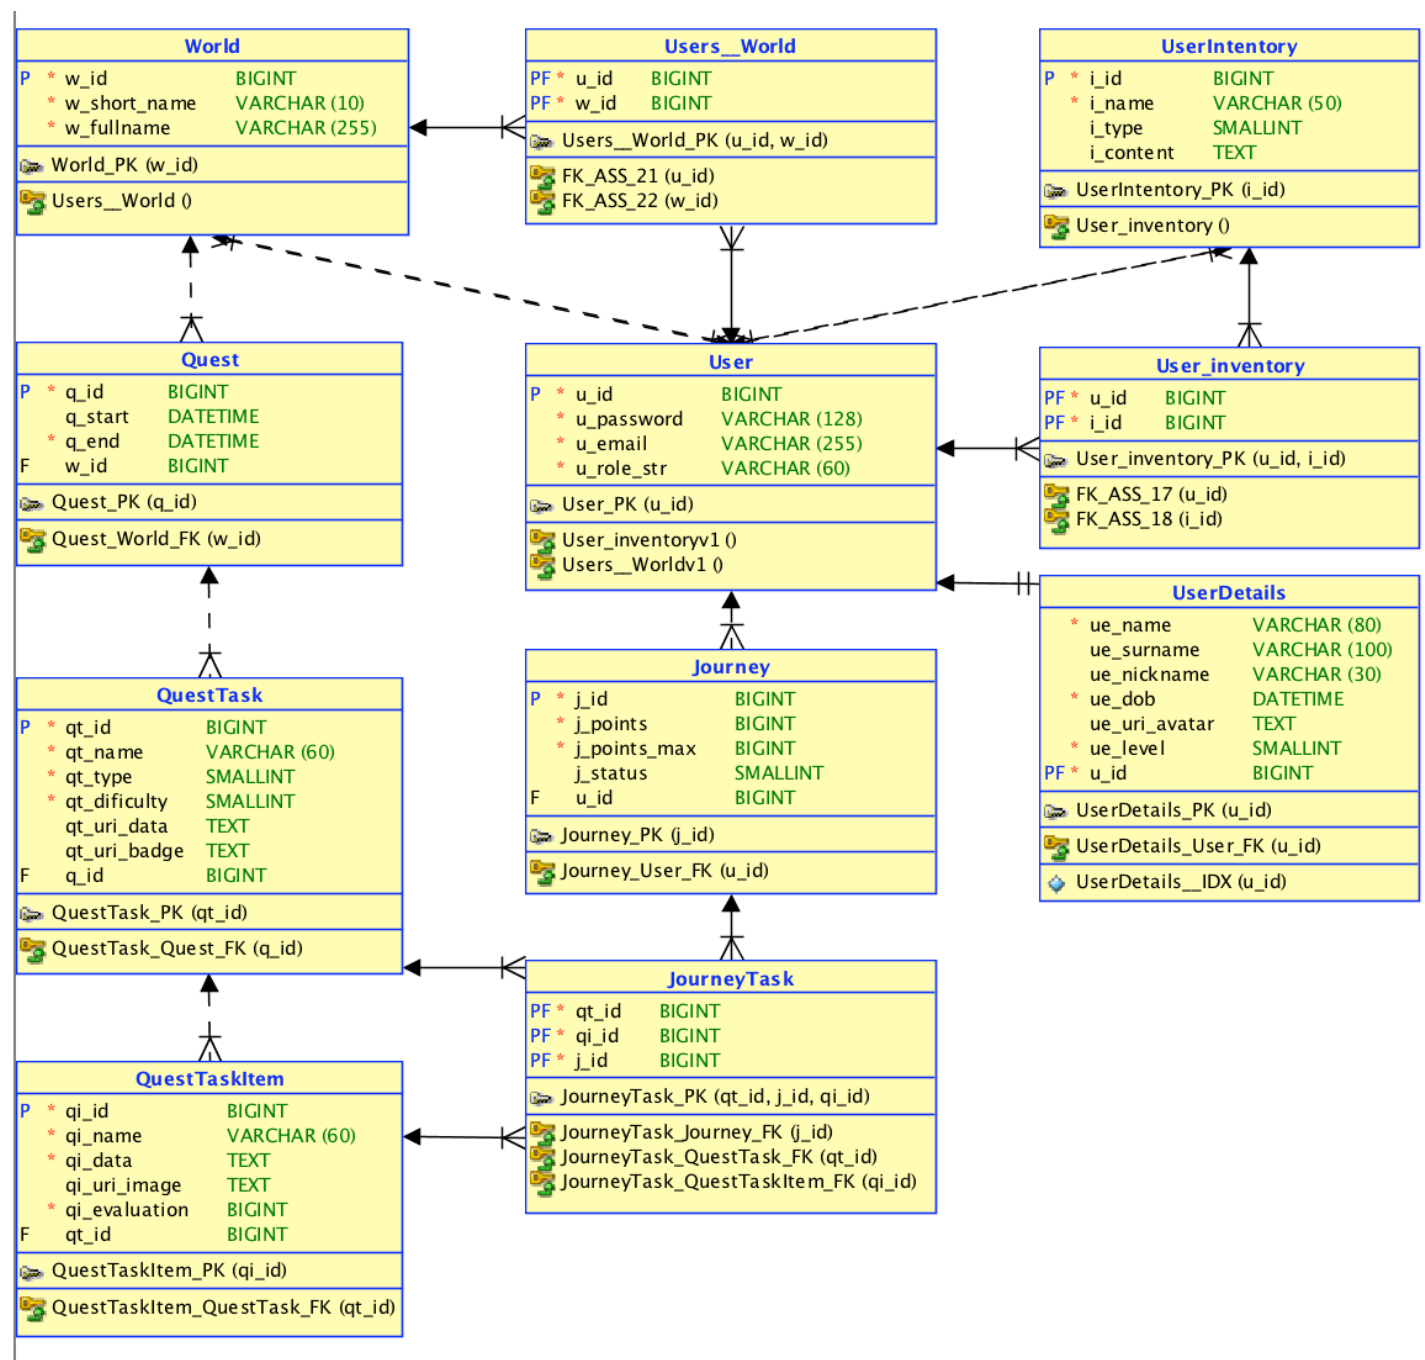 World
P * w_id BIGINT
* w_short_name VARCHAR (10)
* w_fullname VARCHAR (255)
World_PK (w_id)
Users__World ()
Users__World
PF * u_id BIGINT
PF * w_id BIGINT
Users__World_PK (u_id, w_id)
FK_ASS_21 (u_id)
FK_ASS_22 (w_id)
UserIntentory
P * i_id BIGINT
* i_name VARCHAR (50)
i_type SMALLINT
i_content TEXT
UserIntentory_PK (i_id)
User_inventory ()
Quest
P * q_id BIGINT
q_start DATETIME
* q_end DATETIME
F w_id BIGINT
Quest_PK (q_id)
Quest_World_FK (w_id)
User
P * u_id BIGINT
* u_password VARCHAR (128)
* u_email VARCHAR (255)
* u_role_str VARCHAR (60)
User_PK (u_id)
User_inventoryv1 ()
Users__Worldv1 ()
User_inventory
PF * u_id BIGINT
PF * i_id BIGINT
User_inventory_PK (u_id, i_id)
FK_ASS_17 (u_id)
FK_ASS_18 (i_id)
UserDetails
* ue_name VARCHAR (80)
ue_surname VARCHAR (100)
ue_nickname VARCHAR (30)
* ue_dob DATETIME
ue_uri_avatar TEXT
* ue_level SMALLINT
PF * u_id BIGINT
UserDetails_PK (u_id)
UserDetails_User_FK (u_id)
UserDetails__IDX (u_id)
QuestTask
P * qt_id BIGINT
* qt_name VARCHAR (60)
* qt_type SMALLINT
* qt_dificulty SMALLINT
qt_uri_data TEXT
qt_uri_badge TEXT
F q_id BIGINT
QuestTask_PK (qt_id)
QuestTask_Quest_FK (q_id)
Journey
P * j_id BIGINT
* j_points BIGINT
* j_points_max BIGINT
j_status SMALLINT
F u_id BIGINT
Journey_PK (j_id)
Journey_User_FK (u_id)
JourneyTask
PF * qt_id BIGINT
PF * qi_id BIGINT
PF * j_id BIGINT
JourneyTask_PK (qt_id, j_id, qi_id)
JourneyTask_Journey_FK (j_id)
JourneyTask_QuestTask_FK (qt_id)
JourneyTask_QuestTaskItem_FK (qi_id)
QuestTaskItem
P * qi_id BIGINT
* qi_name VARCHAR (60)
* qi_data TEXT
qi_uri_image TEXT
* qi_evaluation BIGINT
F qt_id BIGINT
QuestTaskItem_PK (qi_id)
QuestTaskItem_QuestTask_FK (qt_id)